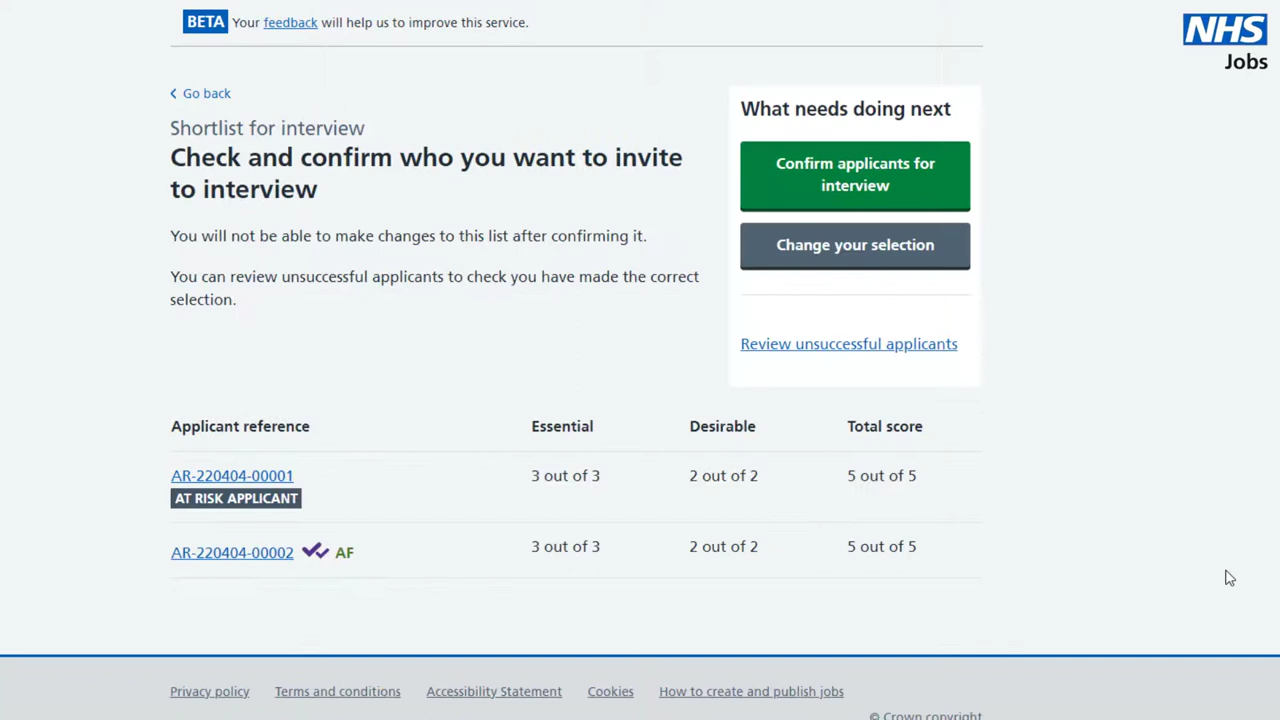 BETA Your feedback will help us to improve this service.
NHS
Jobs
Go back
Shortlist for interview
Check and confirm who you want to invite
to interview
You will not be able to make changes to this list after confirming it.
You can review unsuccessful applicants to check you have made the correct
selection.
What needs doing next
Confirm applicants for
interview
Change your selection
Review unsuccessful applicants
Applicant reference Essential Desirable Total score
AR-220404-00001 3 out of 3 2 out of 2 5 out of 5
AT RISK APPLICANT
AR-220404-00002 AF 3 out of 3 2 out of 2 5 out of 5
Privacy policy Terms and conditions Accessibility Statement Cookies How to create and publish jobs
© Crown copyright